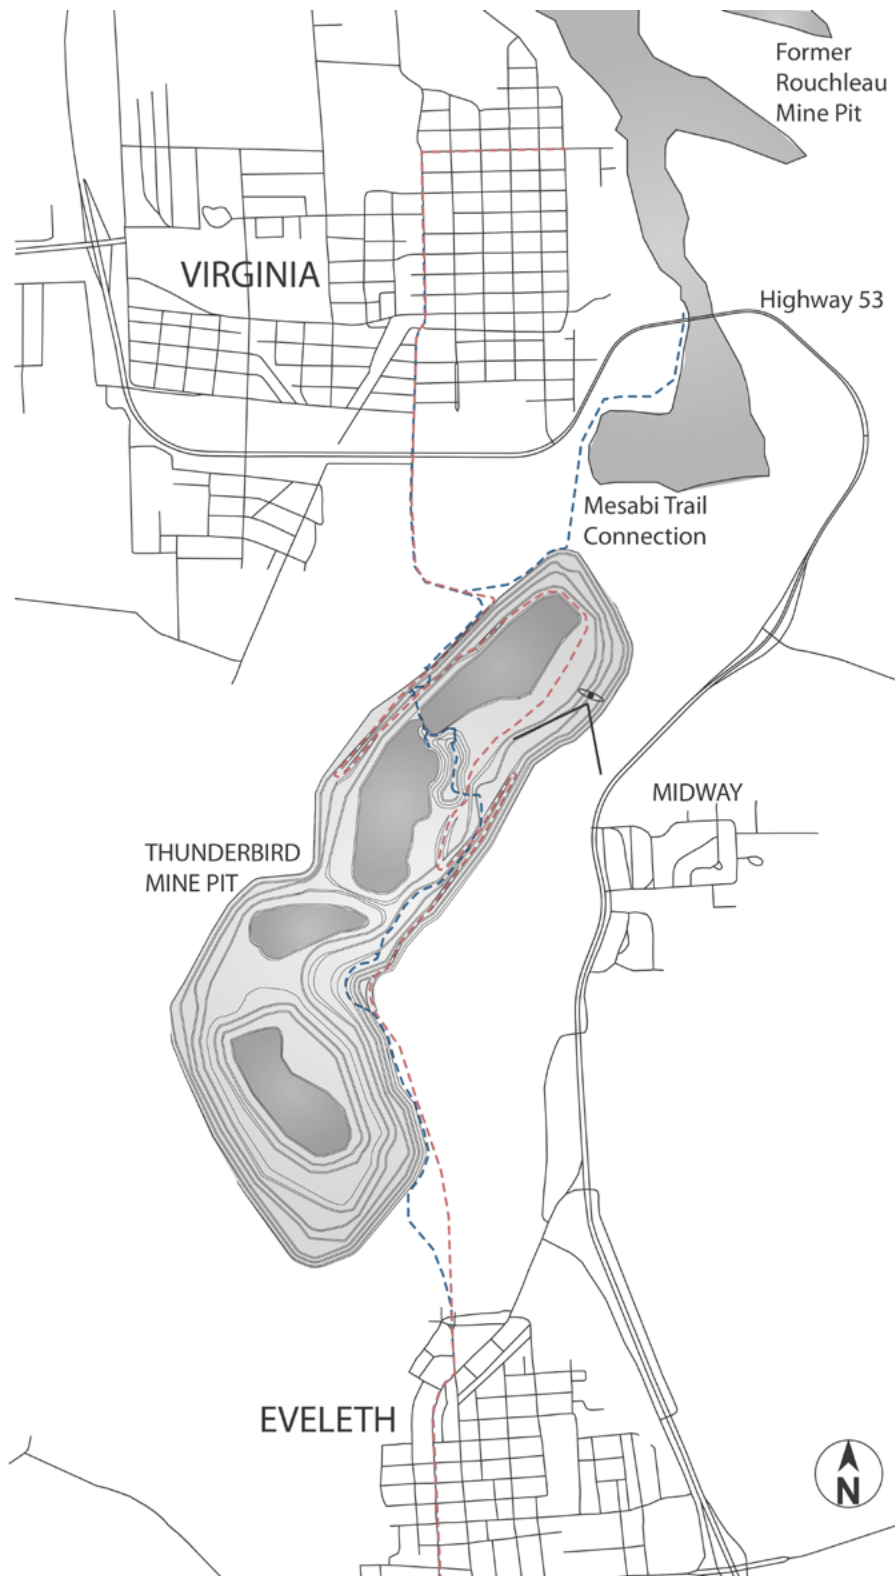 Former
Rouchleau
Mine Pit
VIRGINIA
Highway 53
Mesabi Trail
Connection
MIDWAY
THUNDERBIRD
MINE PIT
EVELETH
N